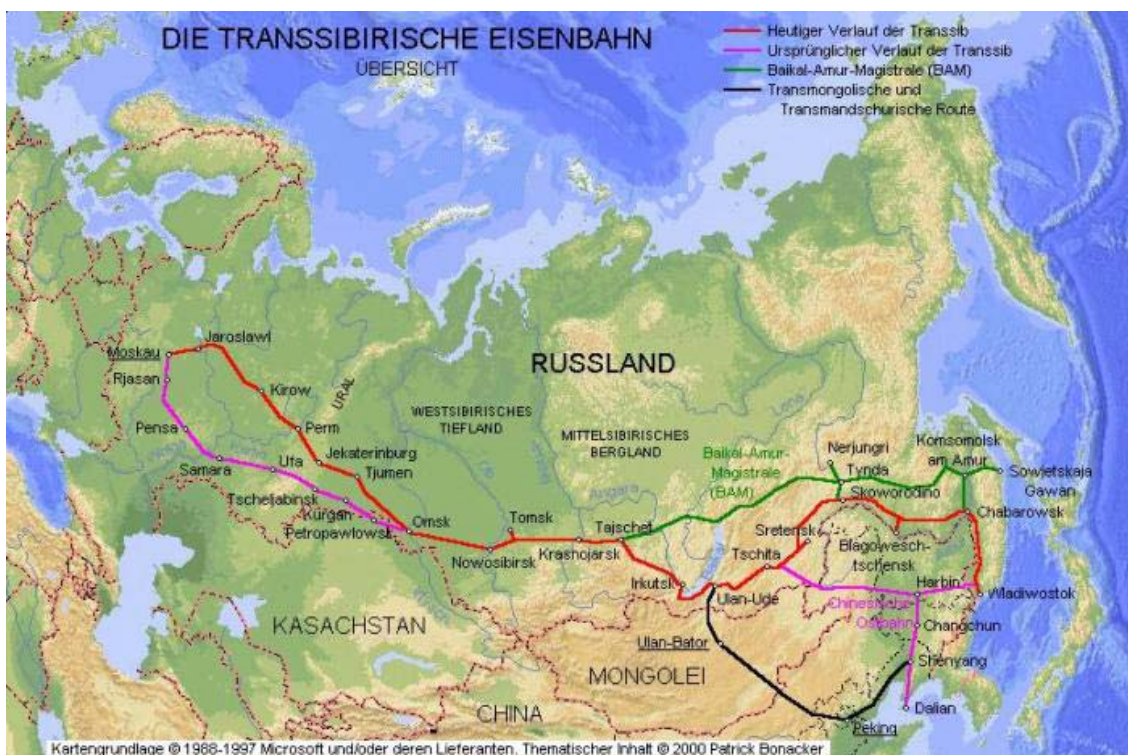 DIE TRANSSIBIRISCHE EISENBAHN
ÜBERSICHT
Heutiger Verlauf der Transsib
Ursprünglicher Verlauf der Transsib
Baikal-Amur-Magistrale (BAM)
Transmongolische und
Transmandschurische Route
Jaroslawl
Moskau
Rjasan
Kirow
URAL
RUSSLAND
WESTSIBIRISCHES
TIEFLAND
MITTELSIBIRISCHES
BERGLAND
Lena
Pensa
Perm
Samara
Ufa
Jekaterinburg
Tjumen
Tscheljabinsk
Kurgan
Petropawlowsk
Omsk
Tomsk
Nowosibirsk
Krasnojarsk
Tajschet
Angara
Baikal-Amur-
Magistrale
(BAM)
Nerjungri
Tynda
Skoworodino
Komsomolsk
am Amur
Sowjetskaja
Gawan
Chabarowsk
Sretensk
Tschita
Blagowesch-
tschensk
Irkutsk
Ulan-Ude
Harbin
Wladiwostok
Chinesische
Ostbahn
Changchun
KASACHSTAN
Ulan-Bator
MONGOLEI
Shenyang
CHINA
Peking
Dalian
Kartengrundlage © 1988-1997 Microsoft und/oder deren Lieferanten. Thematischer Inhalt © 2000 Patrick Bonacker